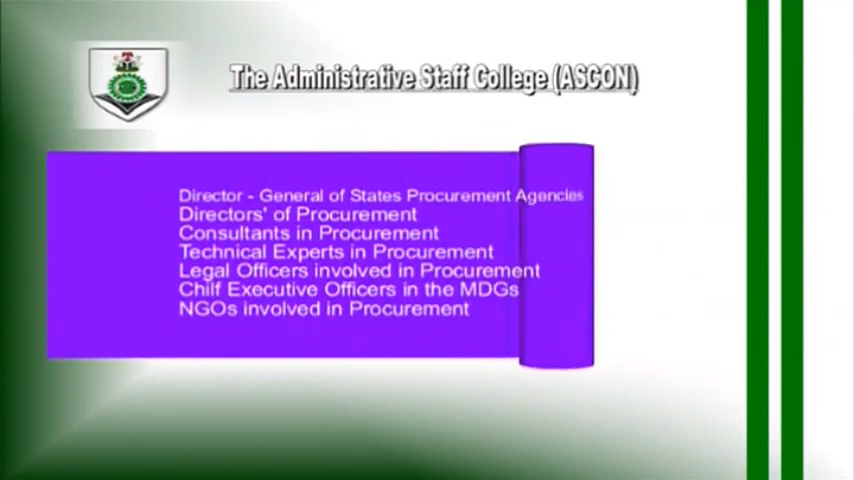 The Administrative Staff College (ASCON)
Director - General of States Procurement Agencies
Directors' of Procurement
Consultants in Procurement
Technical Experts in Procurement
Legal Officers involved in Procurement
Chilf Executive Officers in the MDGs
NGOs involved in Procurement